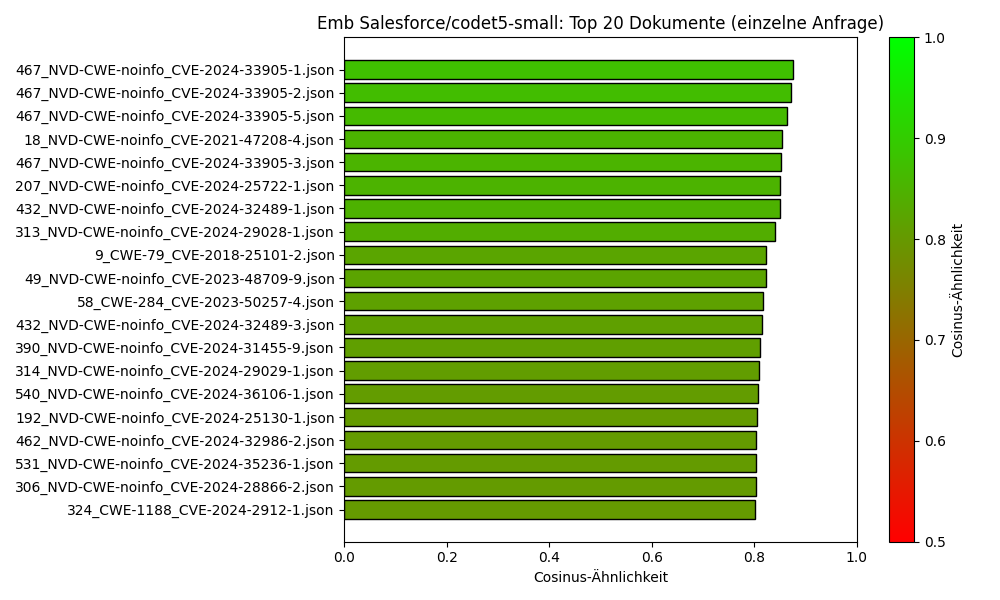 Emb Salesforce/codet5-small: Top 20 Dokumente (einzelne Anfrage)
467_NVD-CWE-noinfo_CVE-2024-33905-1.json
467_NVD-CWE-noinfo_CVE-2024-33905-2.json
467_NVD-CWE-noinfo_CVE-2024-33905-5.json
18_NVD-CWE-noinfo_CVE-2021-47208-4.json
467_NVD-CWE-noinfo_CVE-2024-33905-3.json
207_NVD-CWE-noinfo_CVE-2024-25722-1.json
432_NVD-CWE-noinfo_CVE-2024-32489-1.json
313_NVD-CWE-noinfo_CVE-2024-29028-1.json
9_CWE-79_CVE-2018-25101-2.json
49_NVD-CWE-noinfo_CVE-2023-48709-9.json
58_CWE-284_CVE-2023-50257-4.json
432_NVD-CWE-noinfo_CVE-2024-32489-3.json
390_NVD-CWE-noinfo_CVE-2024-31455-9.json
314_NVD-CWE-noinfo_CVE-2024-29029-1.json
540_NVD-CWE-noinfo_CVE-2024-36106-1.json
192_NVD-CWE-noinfo_CVE-2024-25130-1.json
462_NVD-CWE-noinfo_CVE-2024-32986-2.json
531_NVD-CWE-noinfo_CVE-2024-35236-1.json
306_NVD-CWE-noinfo_CVE-2024-28866-2.json
324_CWE-1188_CVE-2024-2912-1.json
0.0 0.2 0.4 0.6 0.8 1.0
Cosinus-Ähnlichkeit
1.0
0.9
0.8
0.7
0.6
0.5
Cosinus-Ähnlichkeit